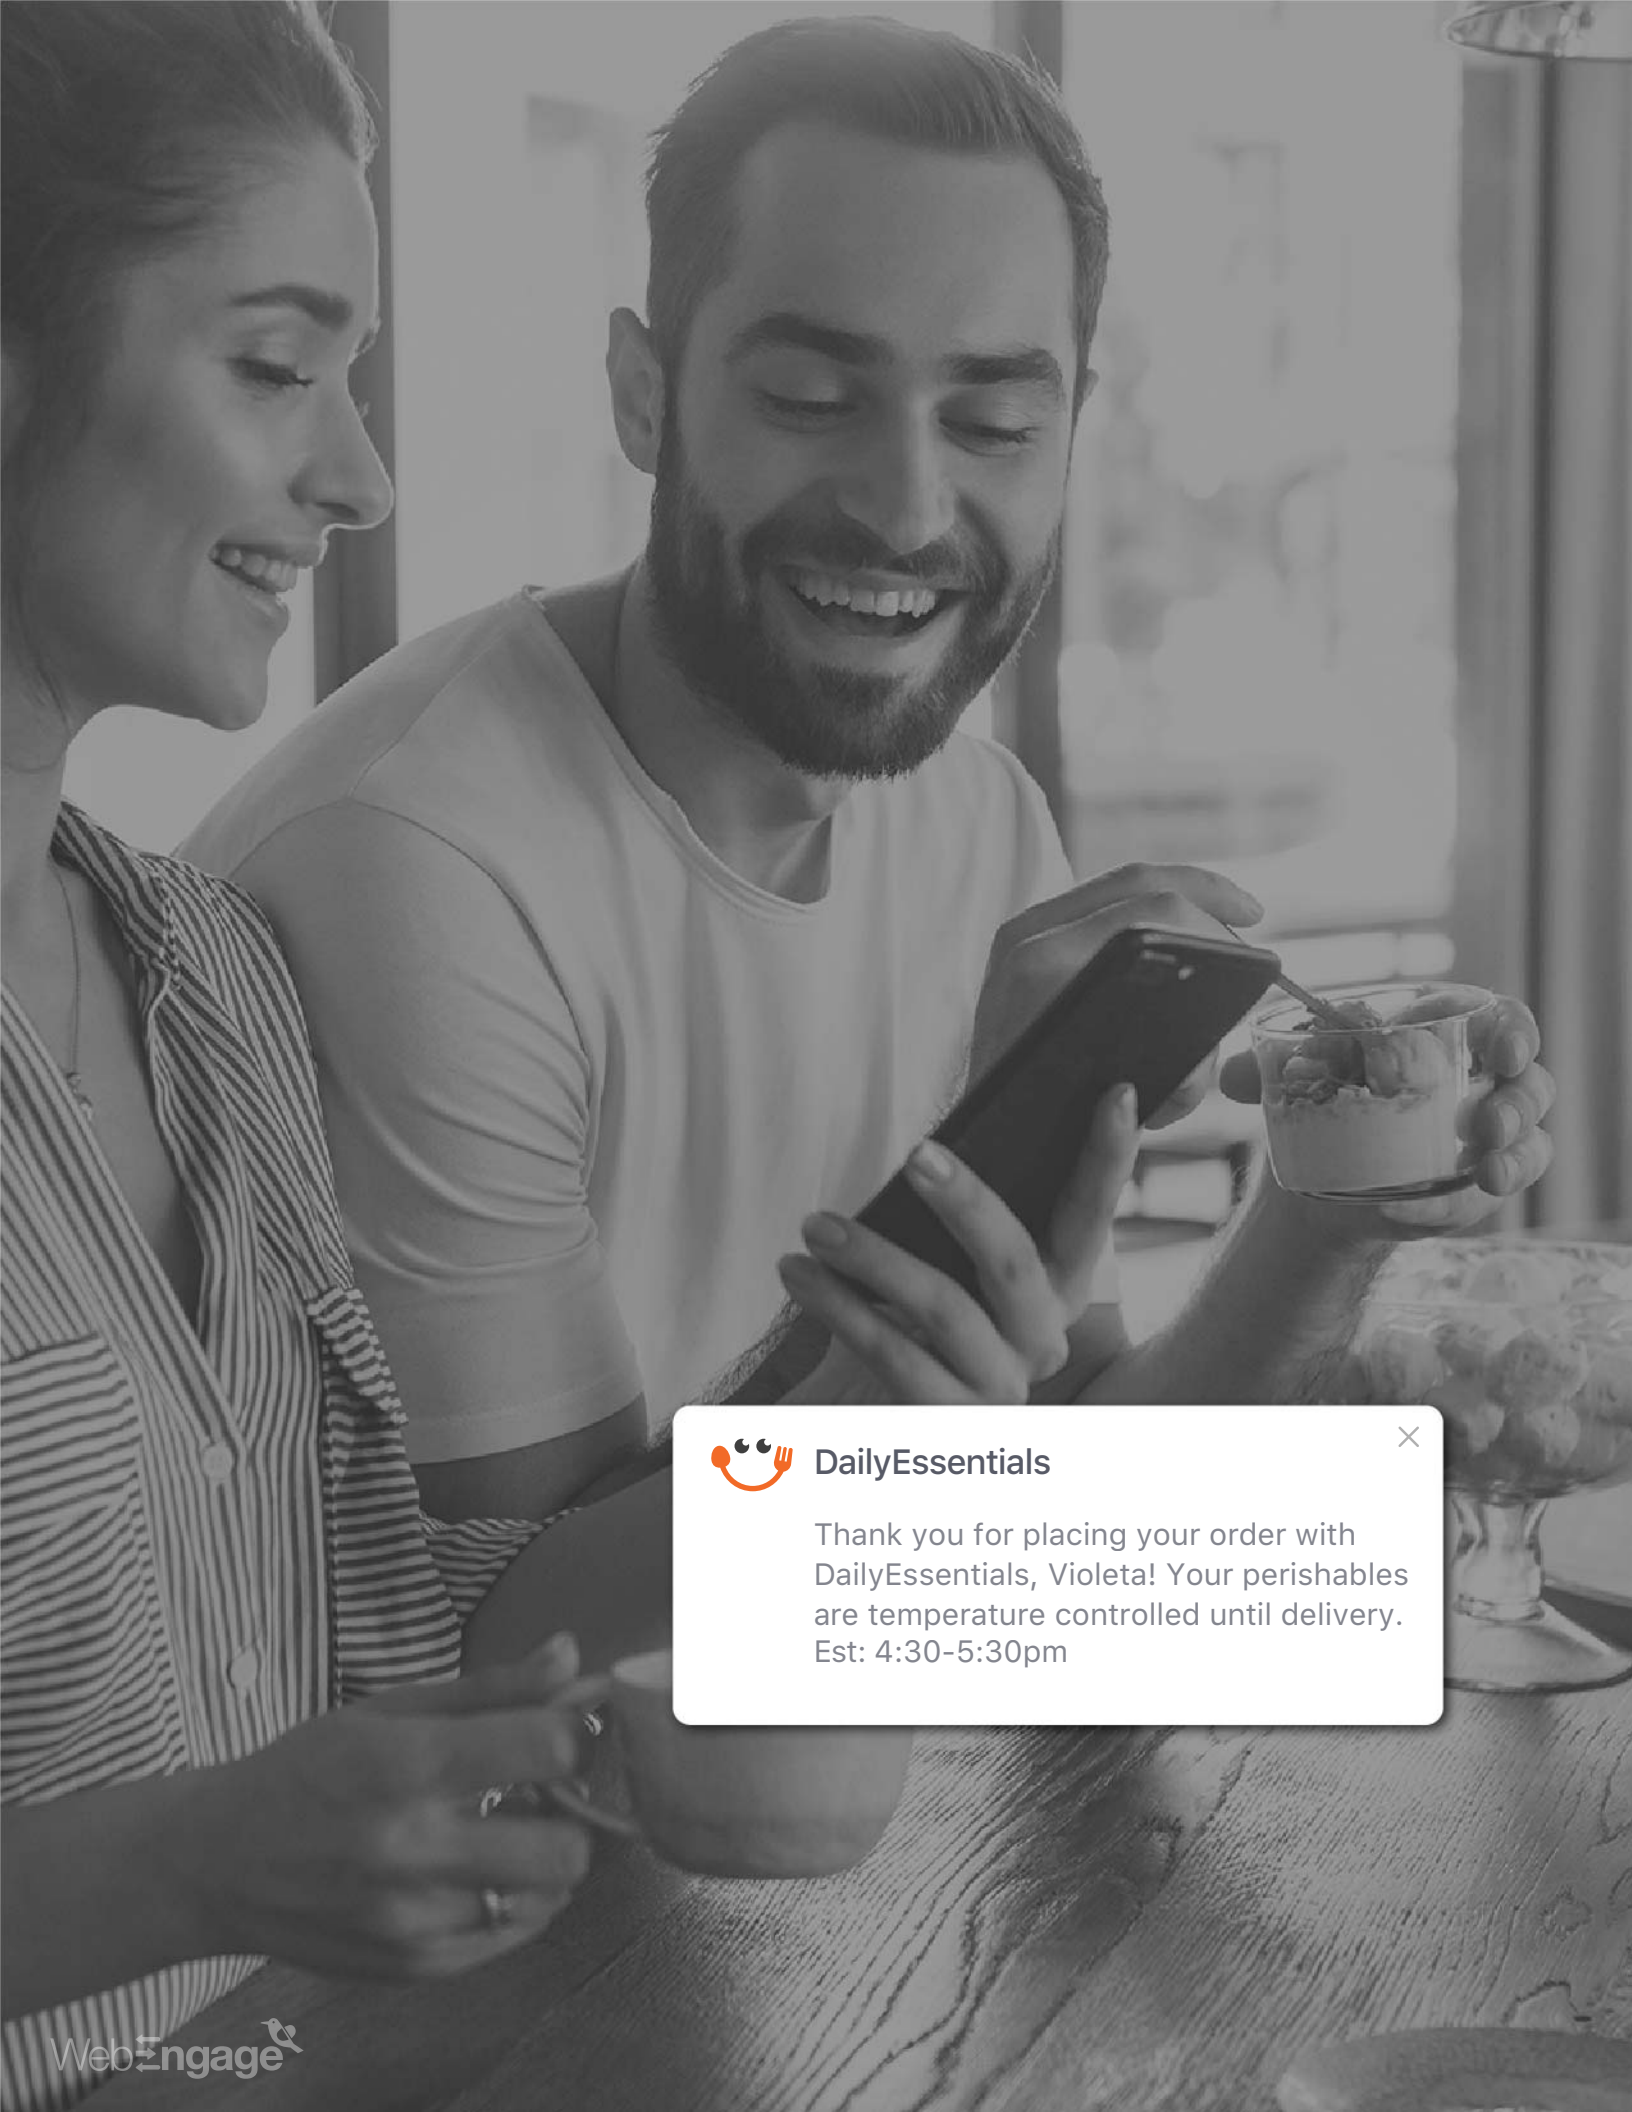 DailyEssentials
Thank you for placing your order with
DailyEssentials, Violeta! Your perishables
are temperature controlled until delivery.
Est: 4:30-5:30pm
WebEngage